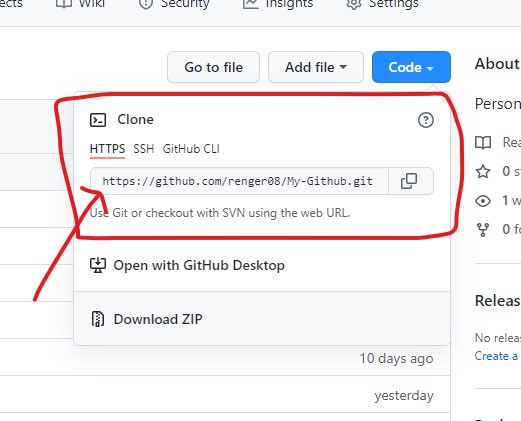 Wiki Security Insights Settings
Go to file Add file Code
About
Clone
HTTPS SSH GitHub CLI
https://github.com/renger08/My-Github.git
Use Git or checkout with SVN using the web URL.
Open with GitHub Desktop
Download ZIP
10 days ago
yesterday
Person
Rea
0 s
1 w
0 fo
Releas
No releas
Create a